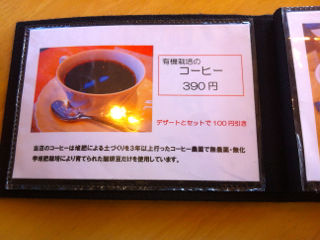 有機栽培の
コーヒー
390円
デザートとセットで100円引き
当店のコーヒーは堆肥による土づくりを3年以上行ったコーヒー農園で無農薬・無化
学堆肥栽培により育てられた珈琲豆だけを使用しています。